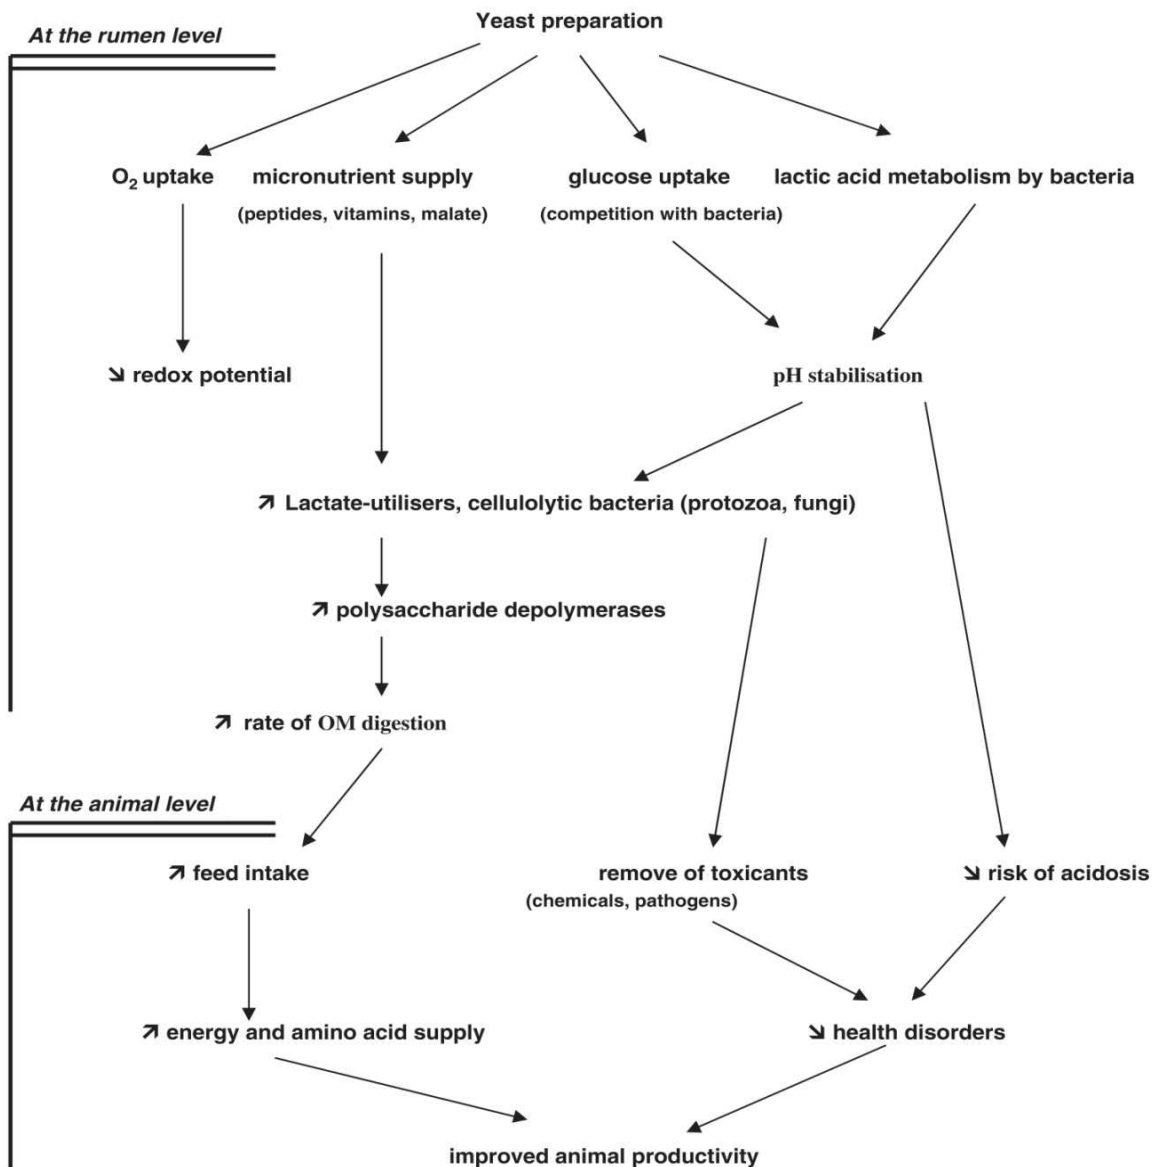 Yeast preparation
At the rumen level
O₂ uptake
micronutrient supply
(peptides, vitamins, malate)
glucose uptake
(competition with bacteria)
lactic acid metabolism by bacteria
↘ redox potential
pH stabilisation
↗ Lactate-utilisers, cellulolytic bacteria (protozoa, fungi)
↗ polysaccharide depolymerases
↗ rate of OM digestion
At the animal level
↗ feed intake
remove of toxicants
(chemicals, pathogens)
↘ risk of acidosis
↗ energy and amino acid supply
↘ health disorders
improved animal productivity